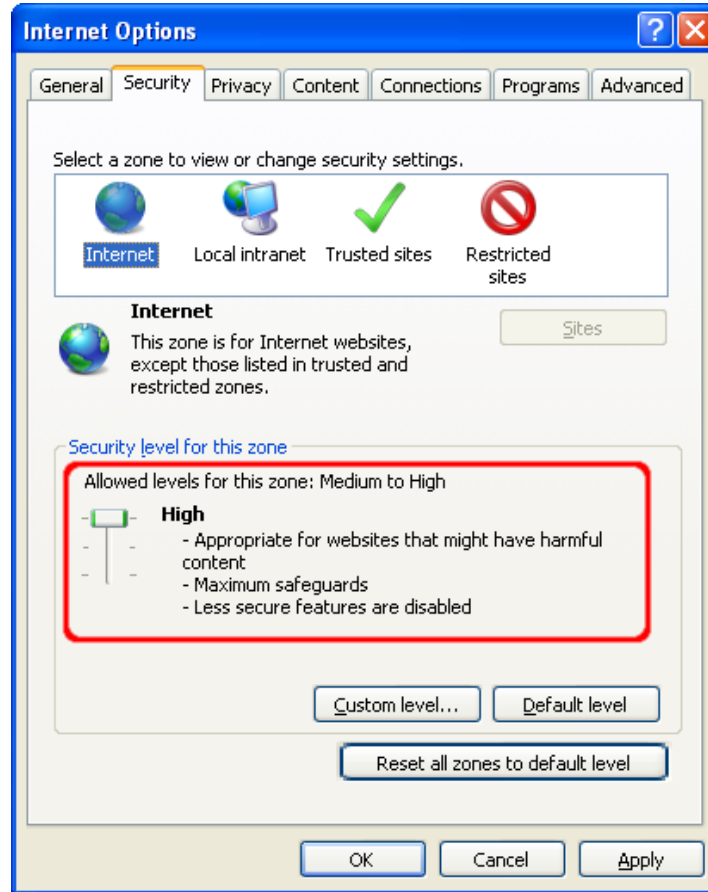 Internet Options
General Security Privacy Content Connections Programs Advanced
Select a zone to view or change security settings.
Internet Local intranet Trusted sites Restricted
sites
Internet
This zone is for Internet websites,
except those listed in trusted and
restricted zones.
Sites
Security level for this zone
Allowed levels for this zone: Medium to High
High
- Appropriate for websites that might have harmful
content
- Maximum safeguards
- Less secure features are disabled
Custom level... Default level
Reset all zones to default level
OK Cancel Apply